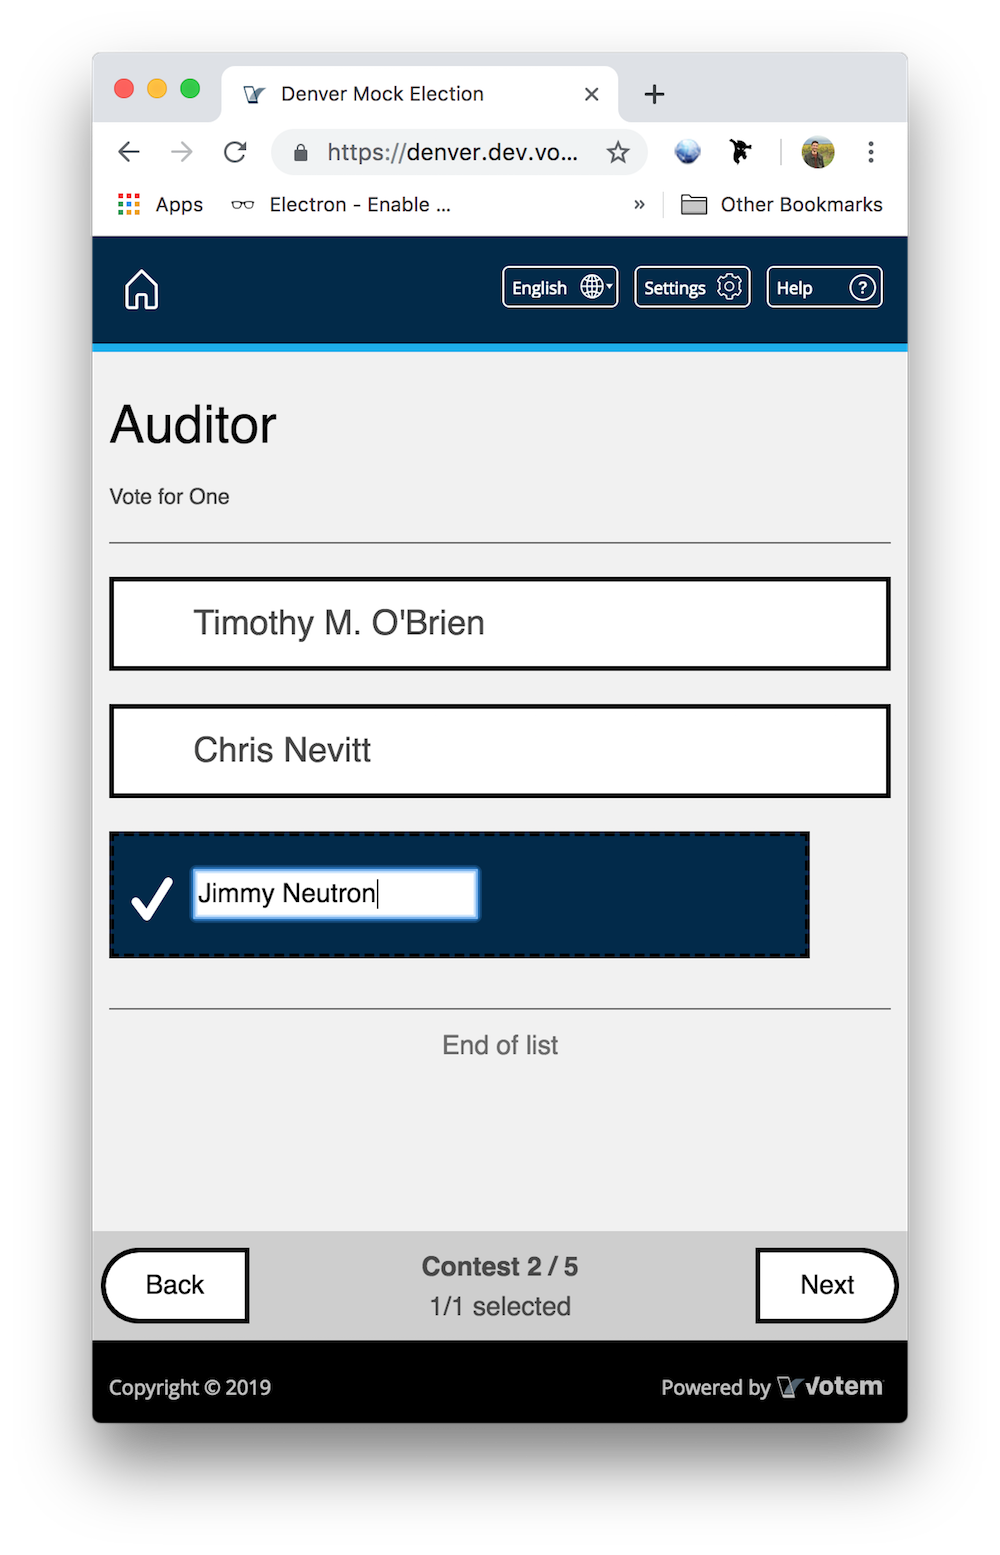 Denver Mock Election
https://denver.dev.vo...
Apps Electron - Enable ... » Other Bookmarks
English Settings Help ?
Auditor
Vote for One
Timothy M. O'Brien
Chris Nevitt
Jimmy Neutron
End of list
Back Contest 2 / 5 Next
1/1 selected
Copyright © 2019 Powered by Votem